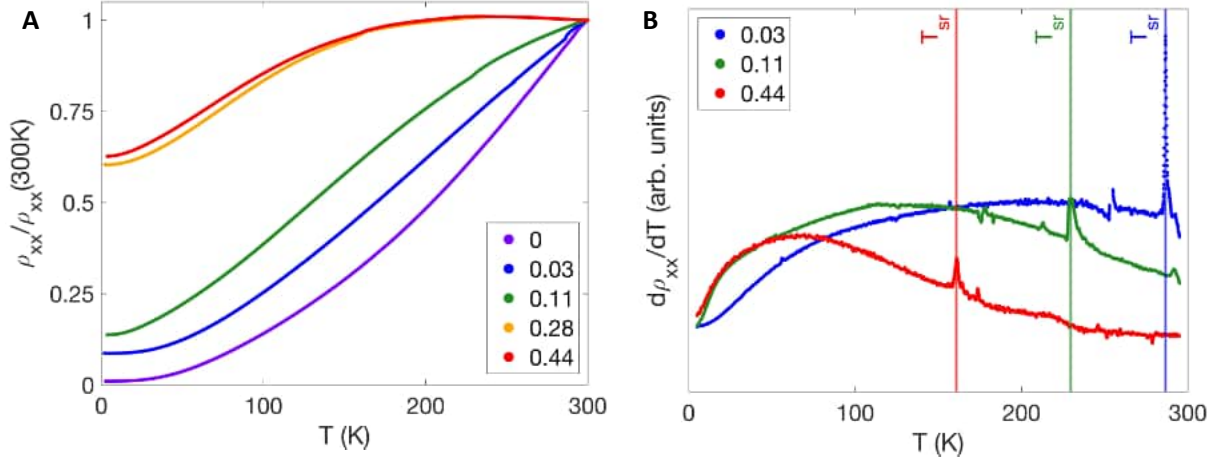 A
ρxx/ρxx(300K)
1
0.75
0.5
0.25
0
0
0.03
0.11
0.28
0.44
0 100 200 300
T (K)
B
dρxx/dT (arb. units)
0.03
0.11
0.44
Tsr
Tsr
Tsr
0 100 200 300
T (K)